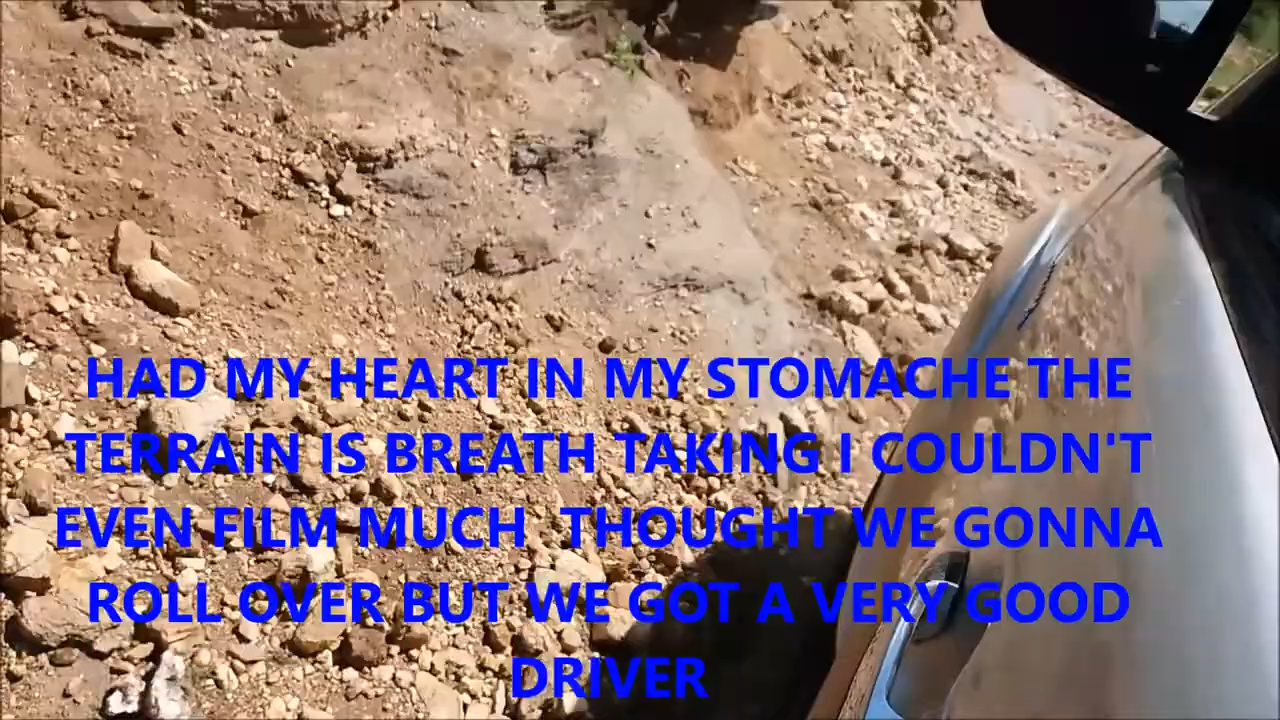 HAD MY HEART IN MY STOMACHE THE
TERRAIN IS BREATH TAKING I COULDN'T
EVEN FILM MUCH THOUGHT WE GONNA
ROLL OVER BUT WE GOT A VERY GOOD
DRIVER